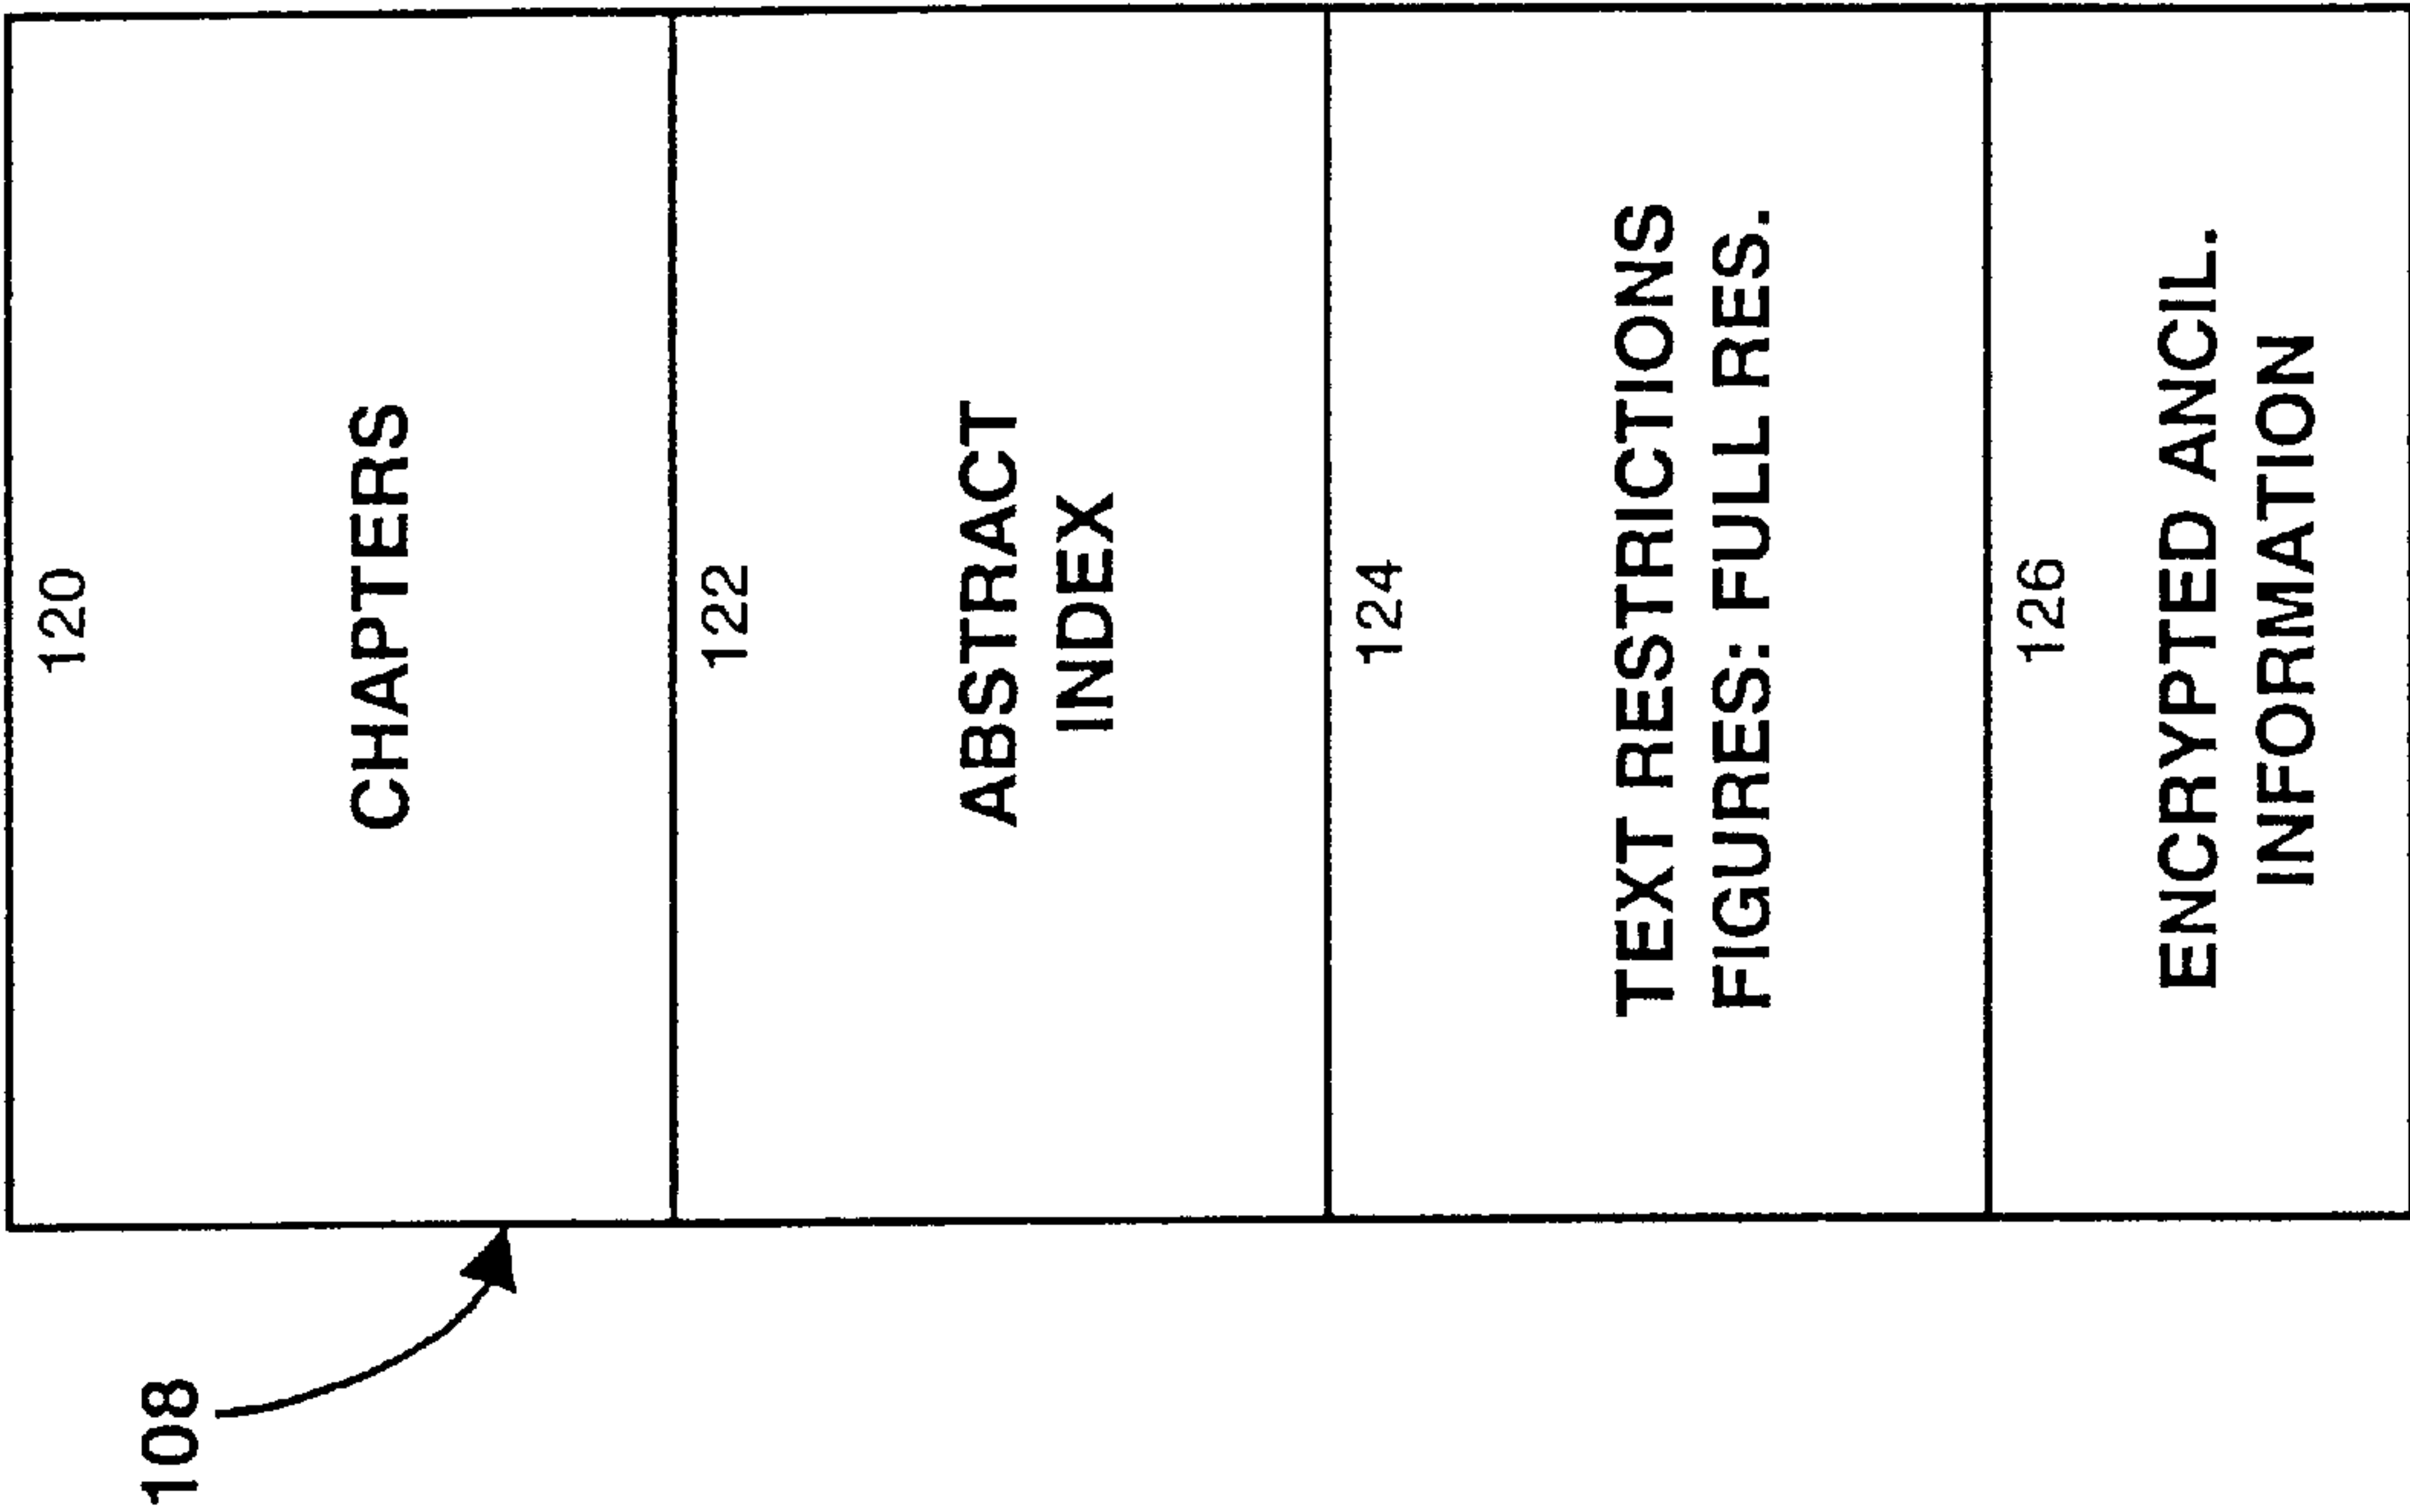 108
120
CHAPTERS
122
ABSTRACT
INDEX
124
TEXT RESTRICTIONS
FIGURES: FULL RES.
126
ENCRYPTED ANCIL.
INFORMATION